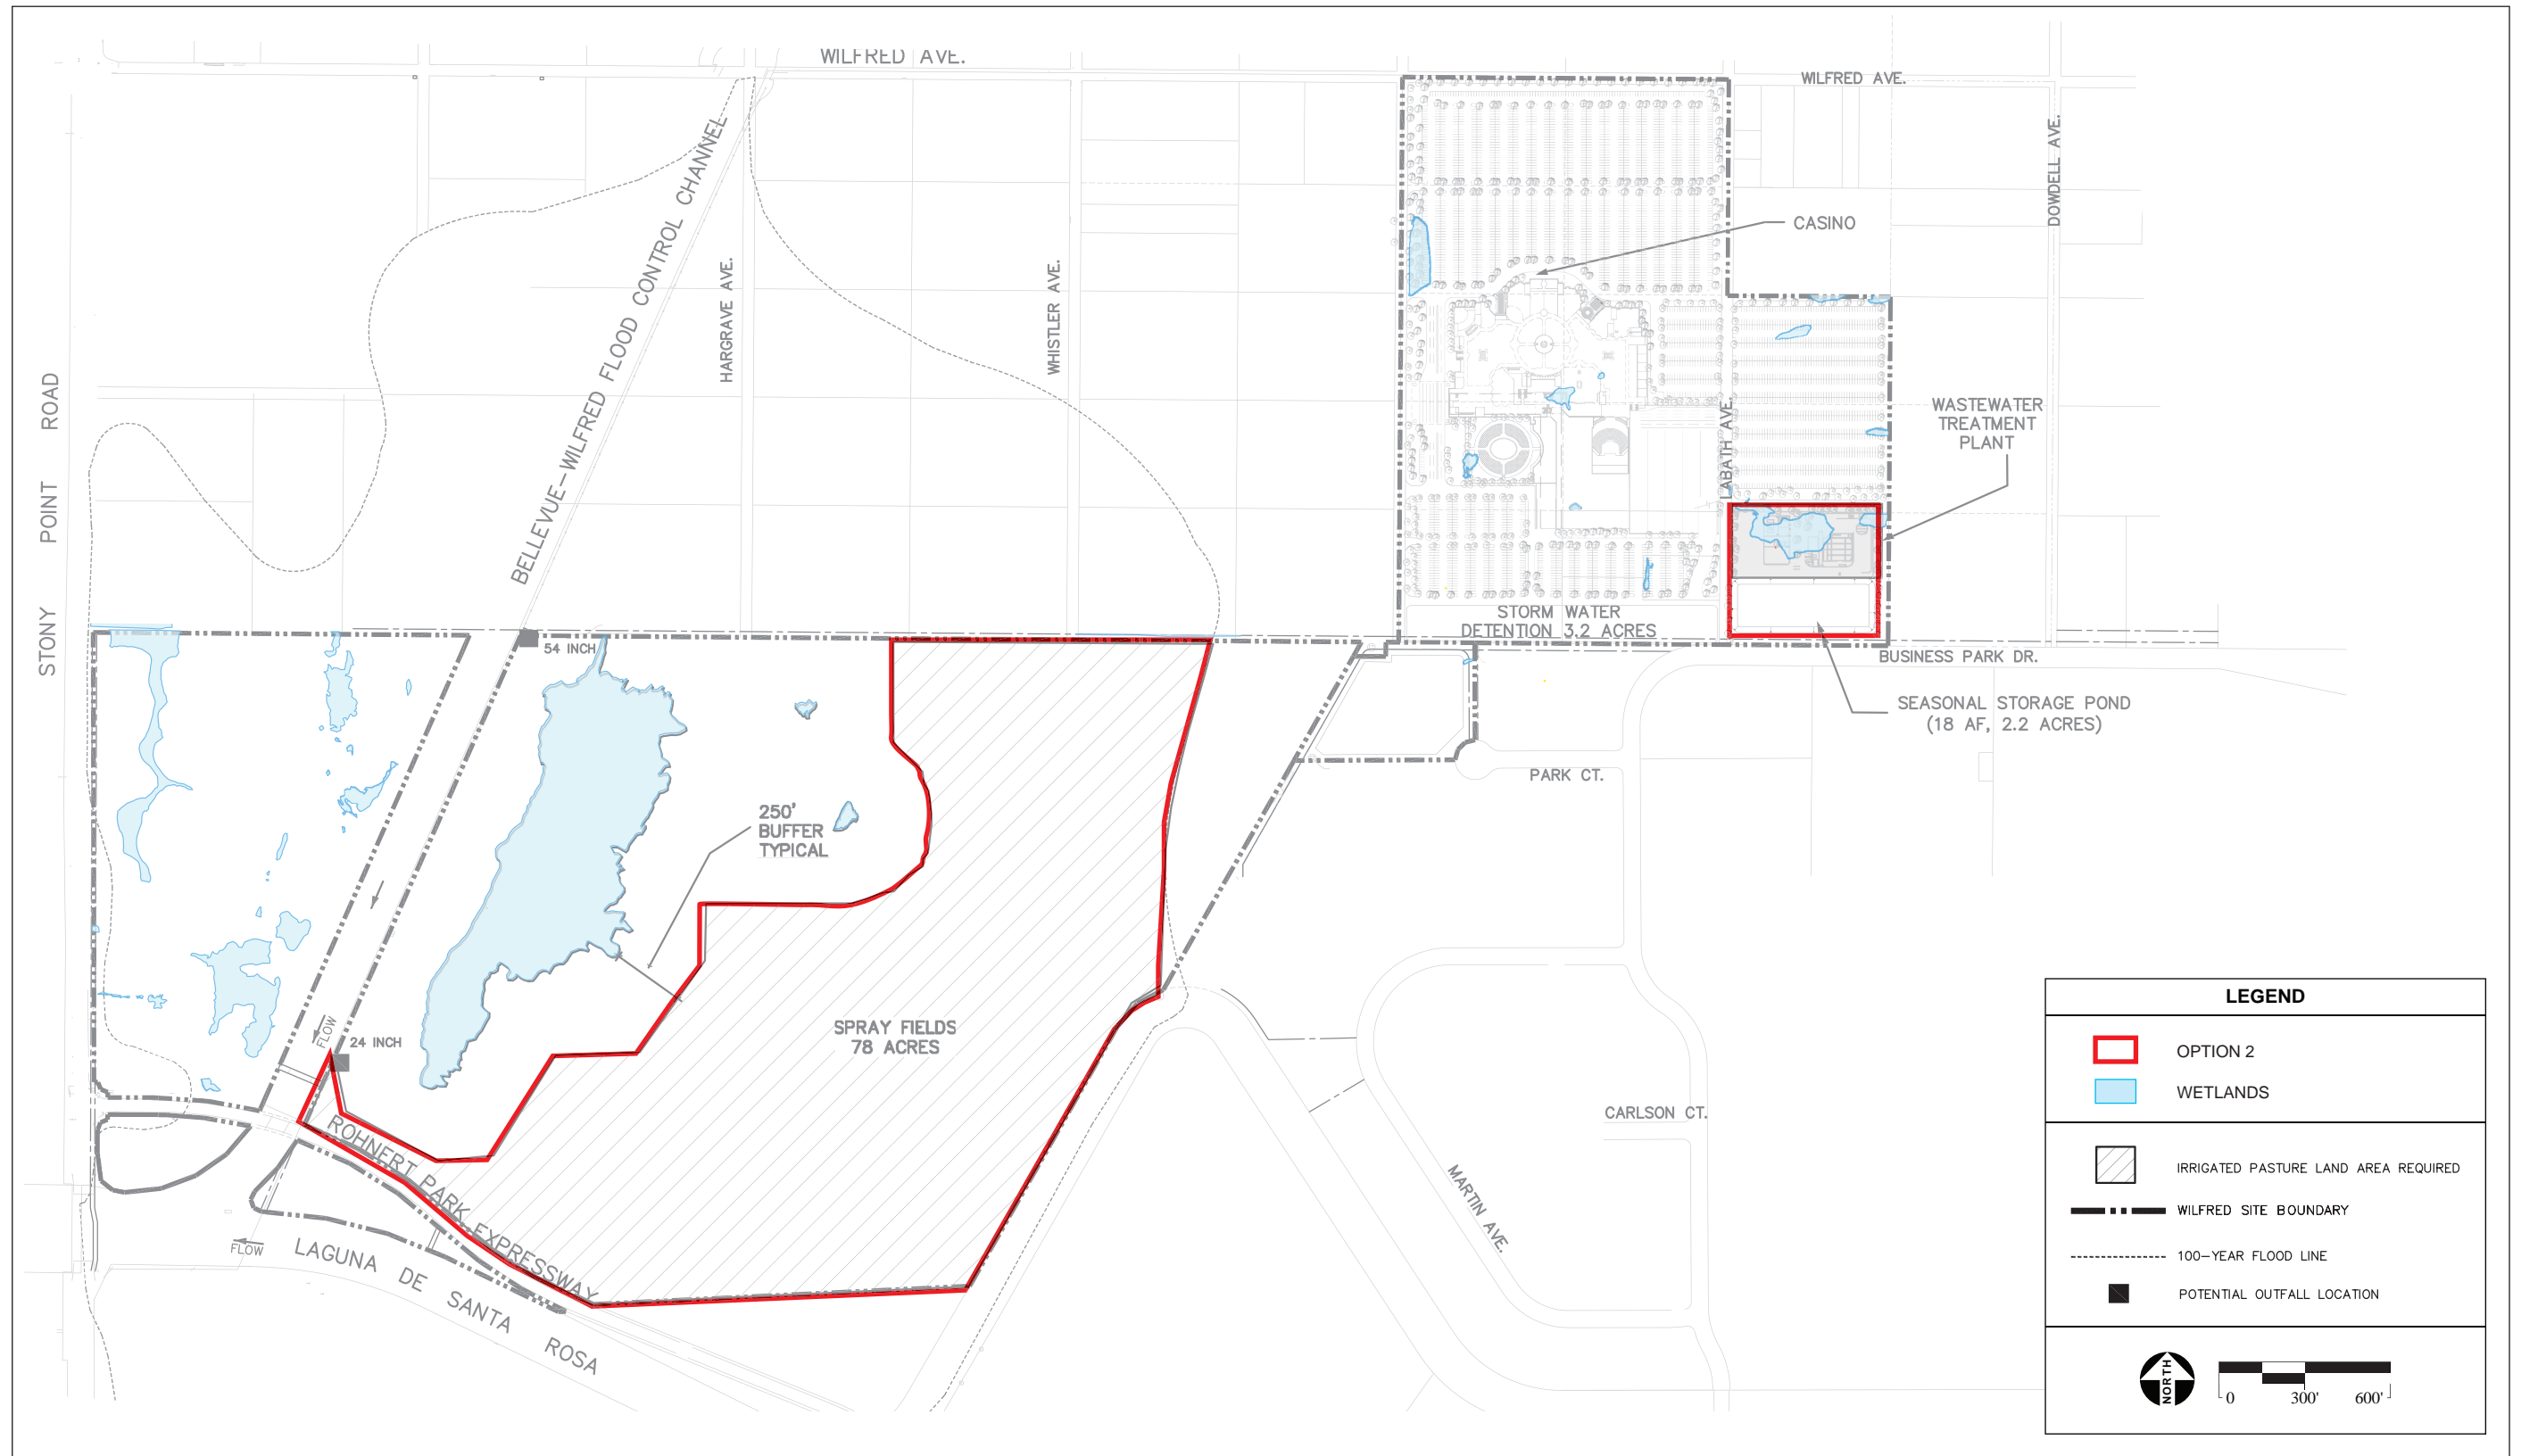 WILFRED AVE.
WILFRED AVE.
BELLEVUE-WILFRED FLOOD CONTROL CHANNEL
DOWDELL AVE.
CASINO
HARGRAVE AVE.
WHISTLER AVE.
STONY POINT ROAD
LABATH AVE.
WASTEWATER
TREATMENT
PLANT
STORM WATER
DETENTION 3.2 ACRES
54 INCH
BUSINESS PARK DR.
SEASONAL STORAGE POND
(18 AF, 2.2 ACRES)
PARK CT.
250'
BUFFER
TYPICAL
SPRAY FIELDS
78 ACRES
FLOW
24 INCH
ROHNERT PARK EXPRESSWAY
FLOW
LAGUNA DE SANTA ROSA
CARLSON CT.
MARTIN AVE.
LEGEND
OPTION 2
WETLANDS
IRRIGATED PASTURE LAND AREA REQUIRED
WILFRED SITE BOUNDARY
100-YEAR FLOOD LINE
POTENTIAL OUTFALL LOCATION
NORTH
0 300' 600'